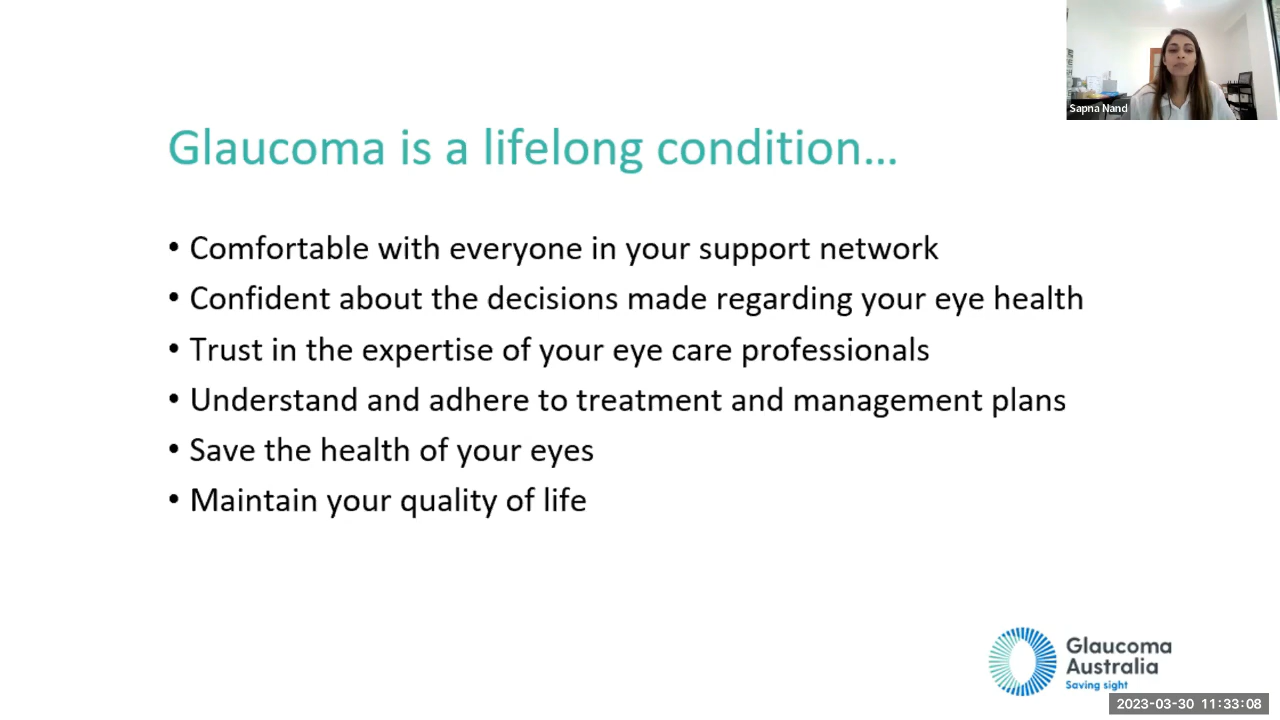 Sapna Nand
Glaucoma is a lifelong condition...
• Comfortable with everyone in your support network
• Confident about the decisions made regarding your eye health
• Trust in the expertise of your eye care professionals
• Understand and adhere to treatment and management plans
• Save the health of your eyes
• Maintain your quality of life
Glaucoma
Australia
Saving sight
2023-03-30 11:33:08